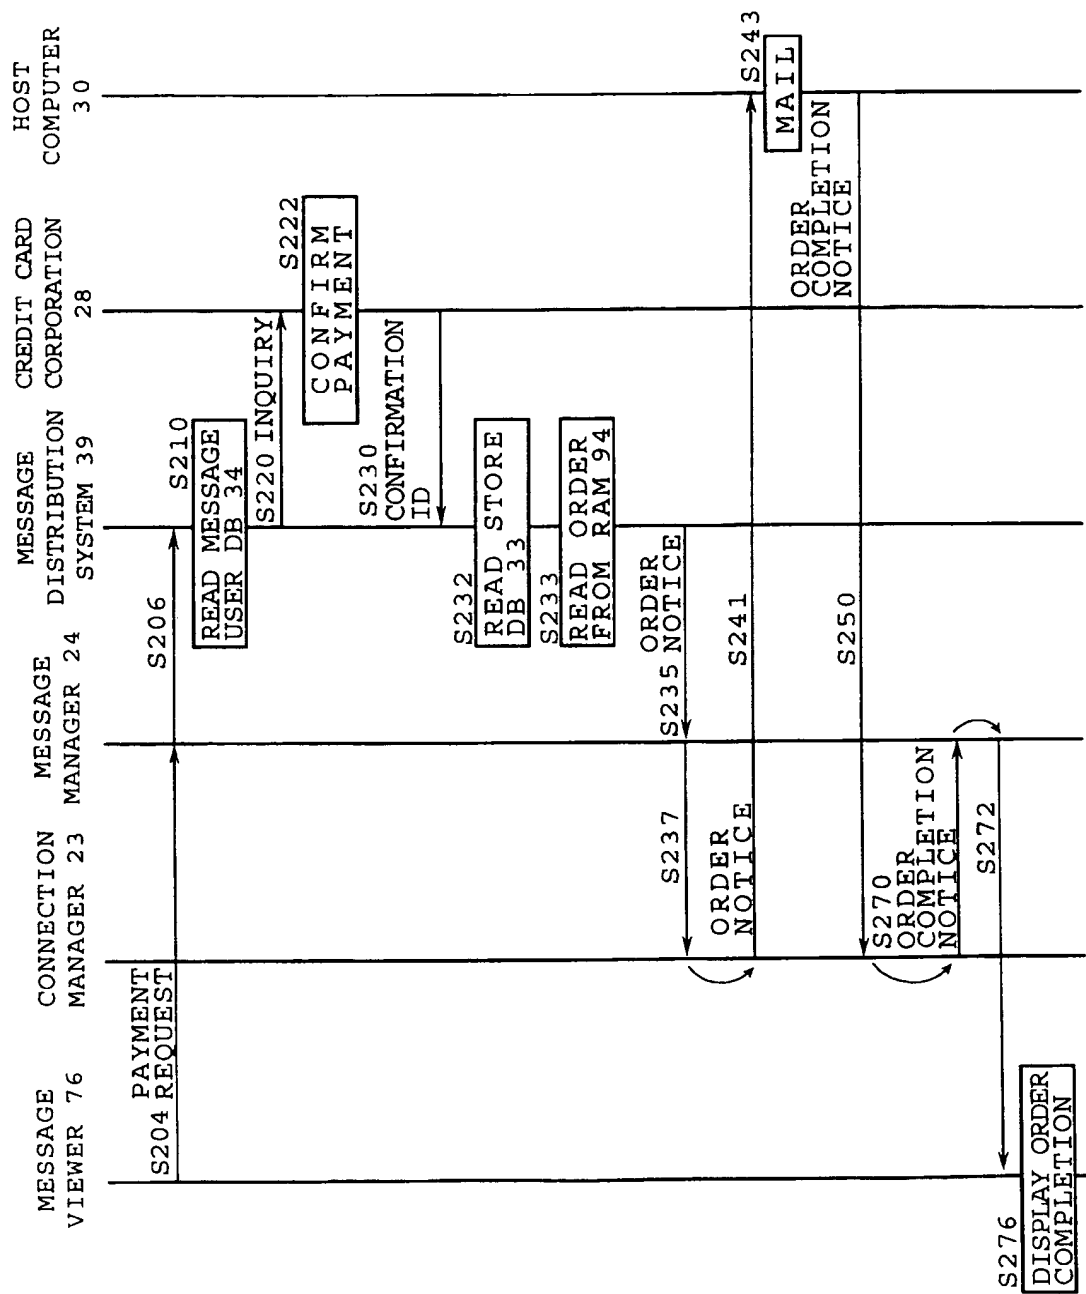 MESSAGE
VIEWER 76
CONNECTION
MANAGER 23
MESSAGE
MANAGER 24
MESSAGE
DISTRIBUTION
SYSTEM 39
CREDIT CARD
CORPORATION
28
HOST
COMPUTER
30
PAYMENT
S204 REQUEST
S206
S210
READ MESSAGE
USER DB 34
S220 INQUIRY
S222
CONFIRM
PAYMENT
S230
CONFIRMATION
ID
S232
READ STORE
DB 33
S233
READ ORDER
FROM RAM 94
ORDER
S235 NOTICE
S237
ORDER
NOTICE
S241
S243
MAIL
ORDER
COMPLETION
NOTICE
S250
S270
ORDER
COMPLETION
NOTICE
S272
S276
DISPLAY ORDER
COMPLETION